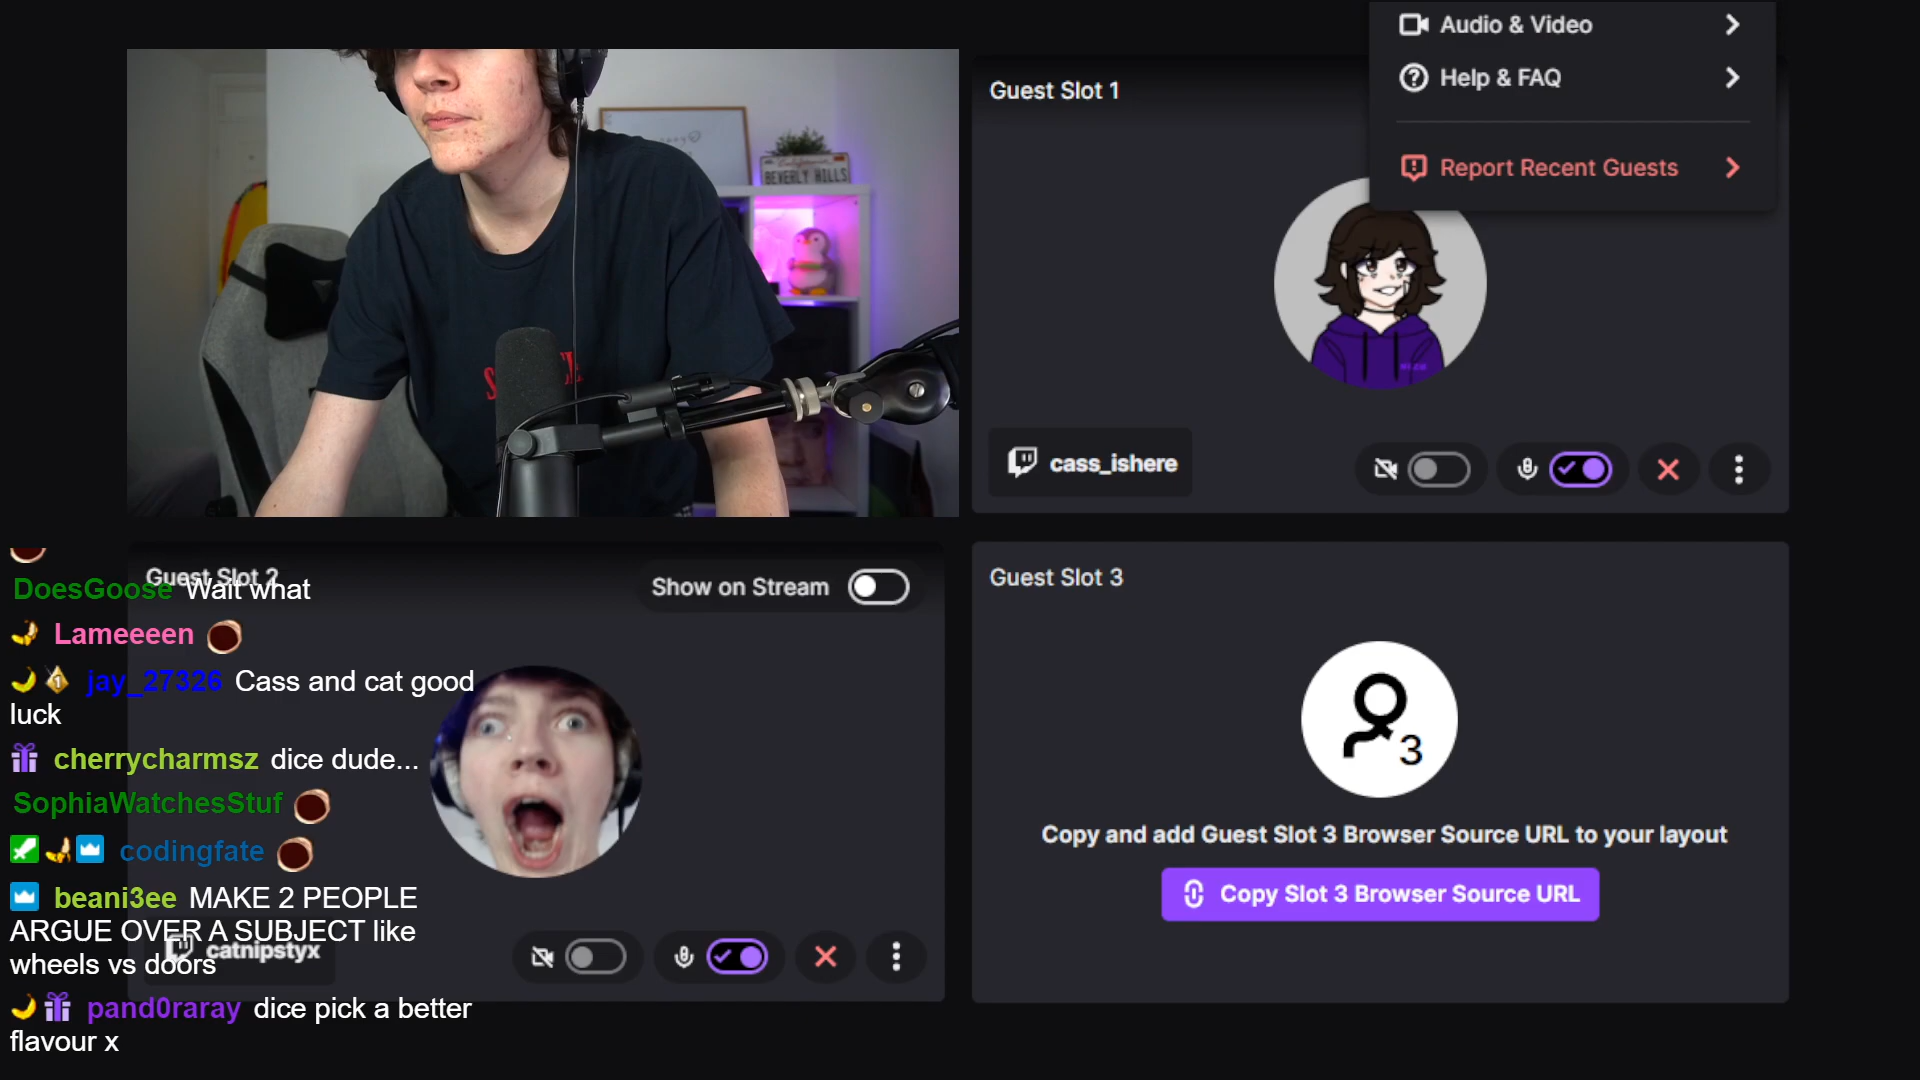 Audio & Video
Help & FAQ
Report Recent Guests
Guest Slot 1
BEVERLY HILLS
cass_ishere
Guest Slot 2
Show on Stream
Guest Slot 3
DoesGoose Wait what
Lameeeen
jay_27326 Cass and cat good
luck
cherrycharmsz dice dude...
SophiaWatchesStuf
codingfate
beani3ee MAKE 2 PEOPLE
ARGUE OVER A SUBJECT like
wheels vs doors
catnipstyx
pand0raray dice pick a better
flavour x
3
Copy and add Guest Slot 3 Browser Source URL to your layout
Copy Slot 3 Browser Source URL